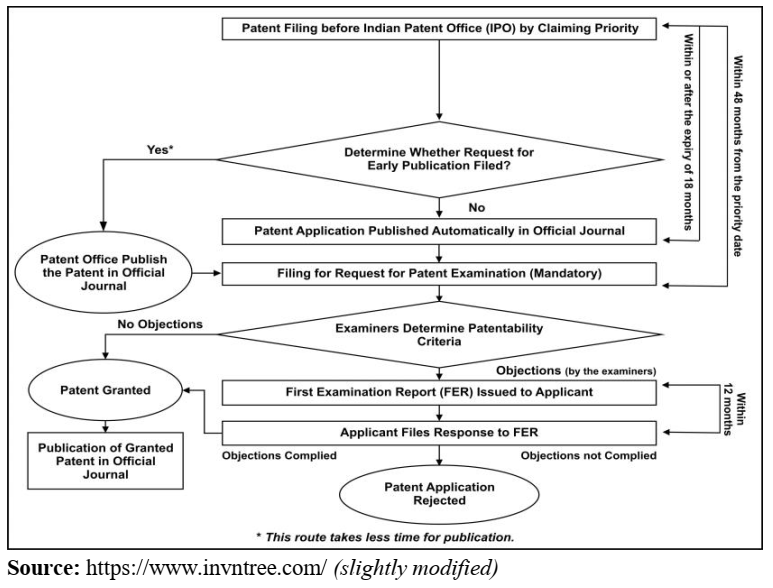 Patent Filing before Indian Patent Office (IPO) by Claiming Priority
Within or after the expiry of 18 months
Within 48 months from the priority date
Yes*
Determine Whether Request for
Early Publication Filed?
No
Patent Application Published Automatically in Official Journal
Patent Office Publish
the Patent in Official
Journal
Filing for Request for Patent Examination (Mandatory)
No Objections
Examiners Determine Patentability
Criteria
Objections (by the examiners)
Patent Granted
First Examination Report (FER) Issued to Applicant
Within
12 months
Applicant Files Response to FER
Publication of Granted
Patent in Official
Journal
Objections Complied
Objections not Complied
Patent Application
Rejected
* This route takes less time for publication.
Source: https://www.invntree.com/ (slightly modified)